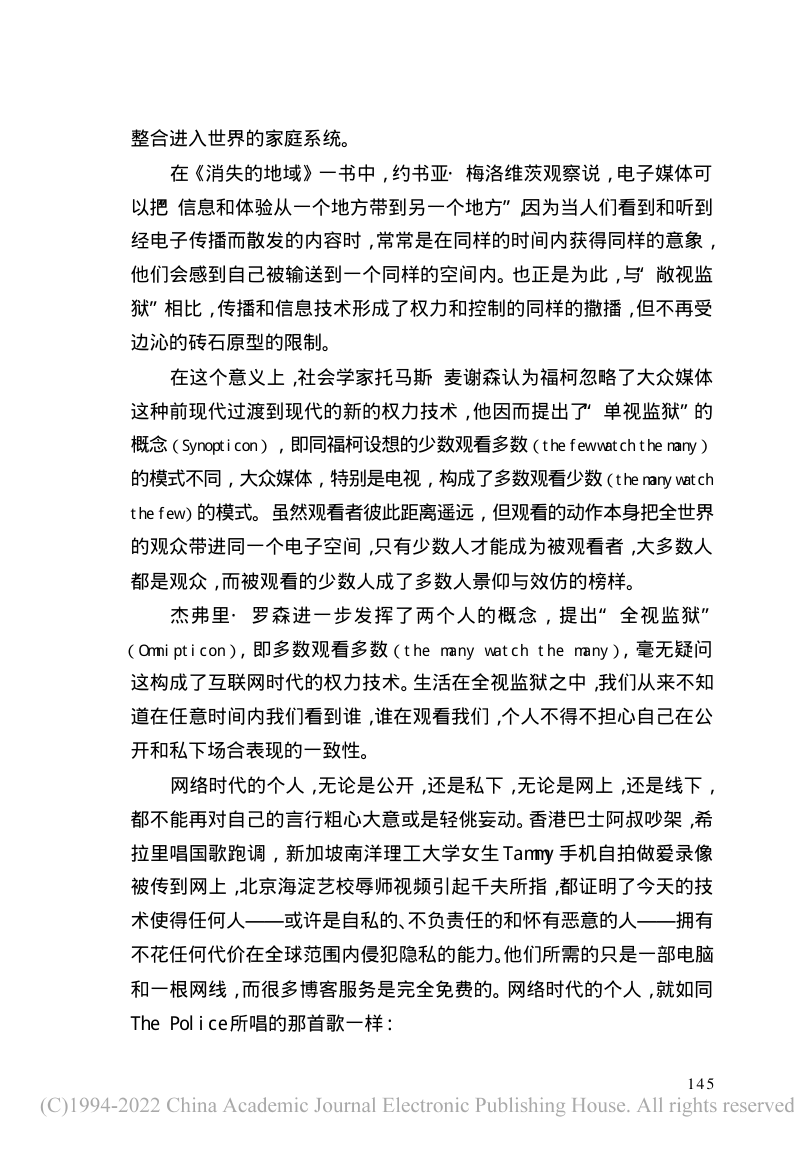 整合进入世界的家庭系统。
在《消失的地域》一书中，约书亚·梅洛维茨观察说，电子媒体可
以把“信息和体验从一个地方带到另一个地方”，因为当人们看到和听到
经电子传播而散发的内容时，常常是在同样的时间内获得同样的意象，
他们会感到自己被输送到一个同样的空间内。也正是为此，与“敞视监
狱”相比，传播和信息技术形成了权力和控制的同样的撒播，但不再受
边沁的砖石原型的限制。
在这个意义上，社会学家托马斯·麦谢森认为福柯忽略了大众媒体
这种前现代过渡到现代的新的权力技术，他因而提出了“单视监狱”的
概念（Synopticon），即同福柯设想的少数观看多数（the few watch the many）
的模式不同，大众媒体，特别是电视，构成了多数观看少数（the many watch
the few）的模式。虽然观看者彼此距离遥远，但观看的动作本身把全世界
的观众带进同一个电子空间，只有少数人才能成为被观看者，大多数人
都是观众，而被观看的少数人成了多数人景仰与效仿的榜样。
杰弗里·罗森进一步发挥了两个人的概念，提出“全视监狱”
（Omnipticon），即多数观看多数（the many watch the many），毫无疑问
这构成了互联网时代的权力技术。生活在全视监狱之中，我们从来不知
道在任意时间内我们看到谁，谁在观看我们，个人不得不担心自己在公
开和私下场合表现的一致性。
网络时代的个人，无论是公开，还是私下，无论是网上，还是线下，
都不能再对自己的言行粗心大意或是轻佻妄动。香港巴士阿叔吵架，希
拉里唱国歌跑调，新加坡南洋理工大学女生Tammy手机自拍做爱录像
被传到网上，北京海淀艺校辱师视频引起千夫所指，都证明了今天的技
术使得任何人——或许是自私的、不负责任的和怀有恶意的人——拥有
不花任何代价在全球范围内侵犯隐私的能力。他们所需的只是一部电脑
和一根网线，而很多博客服务是完全免费的。网络时代的个人，就如同
The Police所唱的那首歌一样：
145
(C)1994-2022 China Academic Journal Electronic Publishing House. All rights reserved